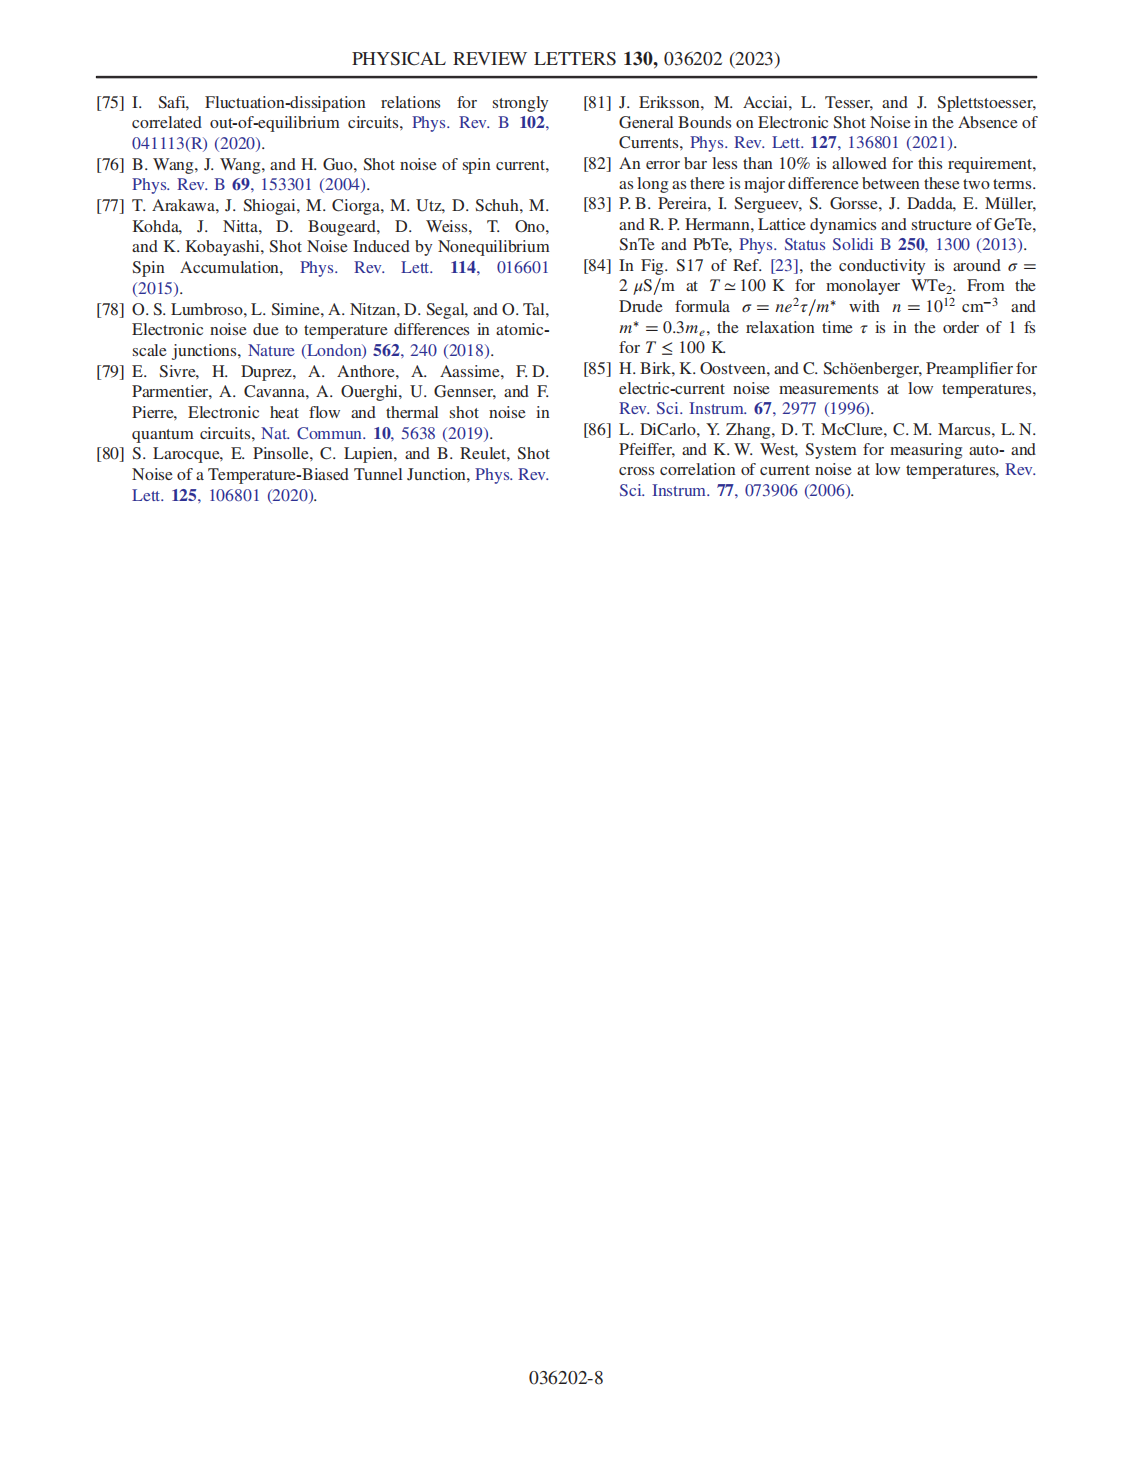 PHYSICAL REVIEW LETTERS 130, 036202 (2023)
[75] I. Safi, Fluctuation-dissipation relations for strongly
correlated out-of-equilibrium circuits, Phys. Rev. B 102,
041113(R) (2020).
[76] B. Wang, J. Wang, and H. Guo, Shot noise of spin current,
Phys. Rev. B 69, 153301 (2004).
[77] T. Arakawa, J. Shiogai, M. Ciorga, M. Utz, D. Schuh, M.
Kohda, J. Nitta, D. Bougeard, D. Weiss, T. Ono,
and K. Kobayashi, Shot Noise Induced by Nonequilibrium
Spin Accumulation, Phys. Rev. Lett. 114, 016601
(2015).
[78] O. S. Lumbroso, L. Simine, A. Nitzan, D. Segal, and O. Tal,
Electronic noise due to temperature differences in atomic-
scale junctions, Nature (London) 562, 240 (2018).
[79] E. Sivre, H. Duprez, A. Anthore, A. Aassime, F. D.
Parmentier, A. Cavanna, A. Ouerghi, U. Gennser, and F.
Pierre, Electronic heat flow and thermal shot noise in
quantum circuits, Nat. Commun. 10, 5638 (2019).
[80] S. Larocque, E. Pinsolle, C. Lupien, and B. Reulet, Shot
Noise of a Temperature-Biased Tunnel Junction, Phys. Rev.
Lett. 125, 106801 (2020).
[81] J. Eriksson, M. Acciai, L. Tesser, and J. Splettstoesser,
General Bounds on Electronic Shot Noise in the Absence of
Currents, Phys. Rev. Lett. 127, 136801 (2021).
[82] An error bar less than 10% is allowed for this requirement,
as long as there is major difference between these two terms.
[83] P. B. Pereira, I. Sergueev, S. Gorsse, J. Dadda, E. Müller,
and R. P. Hermann, Lattice dynamics and structure of GeTe,
SnTe and PbTe, Phys. Status Solidi B 250, 1300 (2013).
[84] In Fig. S17 of Ref. [23], the conductivity is around σ =
2 μS/m at T ≃ 100 K for monolayer WTe₂. From the
Drude formula σ = ne²τ/m* with n = 10¹² cm⁻³ and
m* = 0.3mₑ, the relaxation time τ is in the order of 1 fs
for T ≤ 100 K.
[85] H. Birk, K. Oostveen, and C. Schöenberger, Preamplifier for
electric-current noise measurements at low temperatures,
Rev. Sci. Instrum. 67, 2977 (1996).
[86] L. DiCarlo, Y. Zhang, D. T. McClure, C. M. Marcus, L. N.
Pfeiffer, and K. W. West, System for measuring auto- and
cross correlation of current noise at low temperatures, Rev.
Sci. Instrum. 77, 073906 (2006).
036202-8